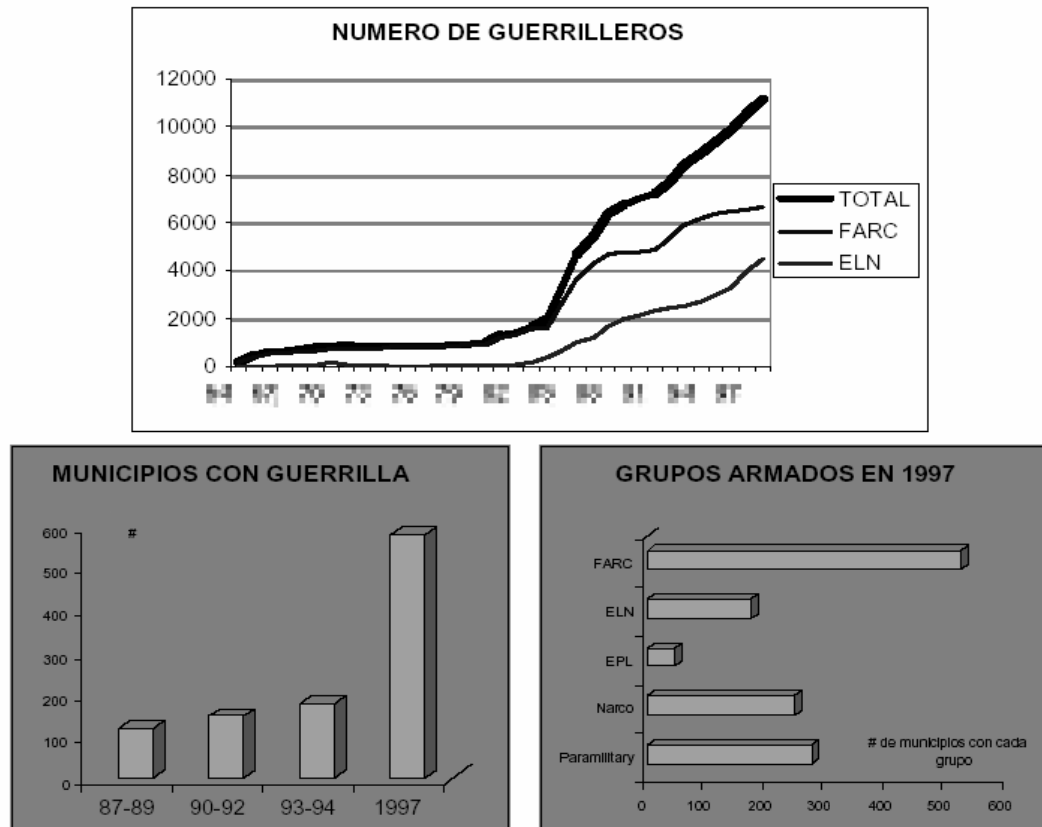 NUMERO DE GUERRILLEROS
12000
10000
8000
6000
4000
2000
0
TOTAL
FARC
ELN
MUNICIPIOS CON GUERRILLA
#
600
500
400
300
200
100
0
87-89 90-92 93-94 1997
GRUPOS ARMADOS EN 1997
FARC
ELN
EPL
Narco
Paramilitary
# de municipios con cada
grupo
0 100 200 300 400 500 600